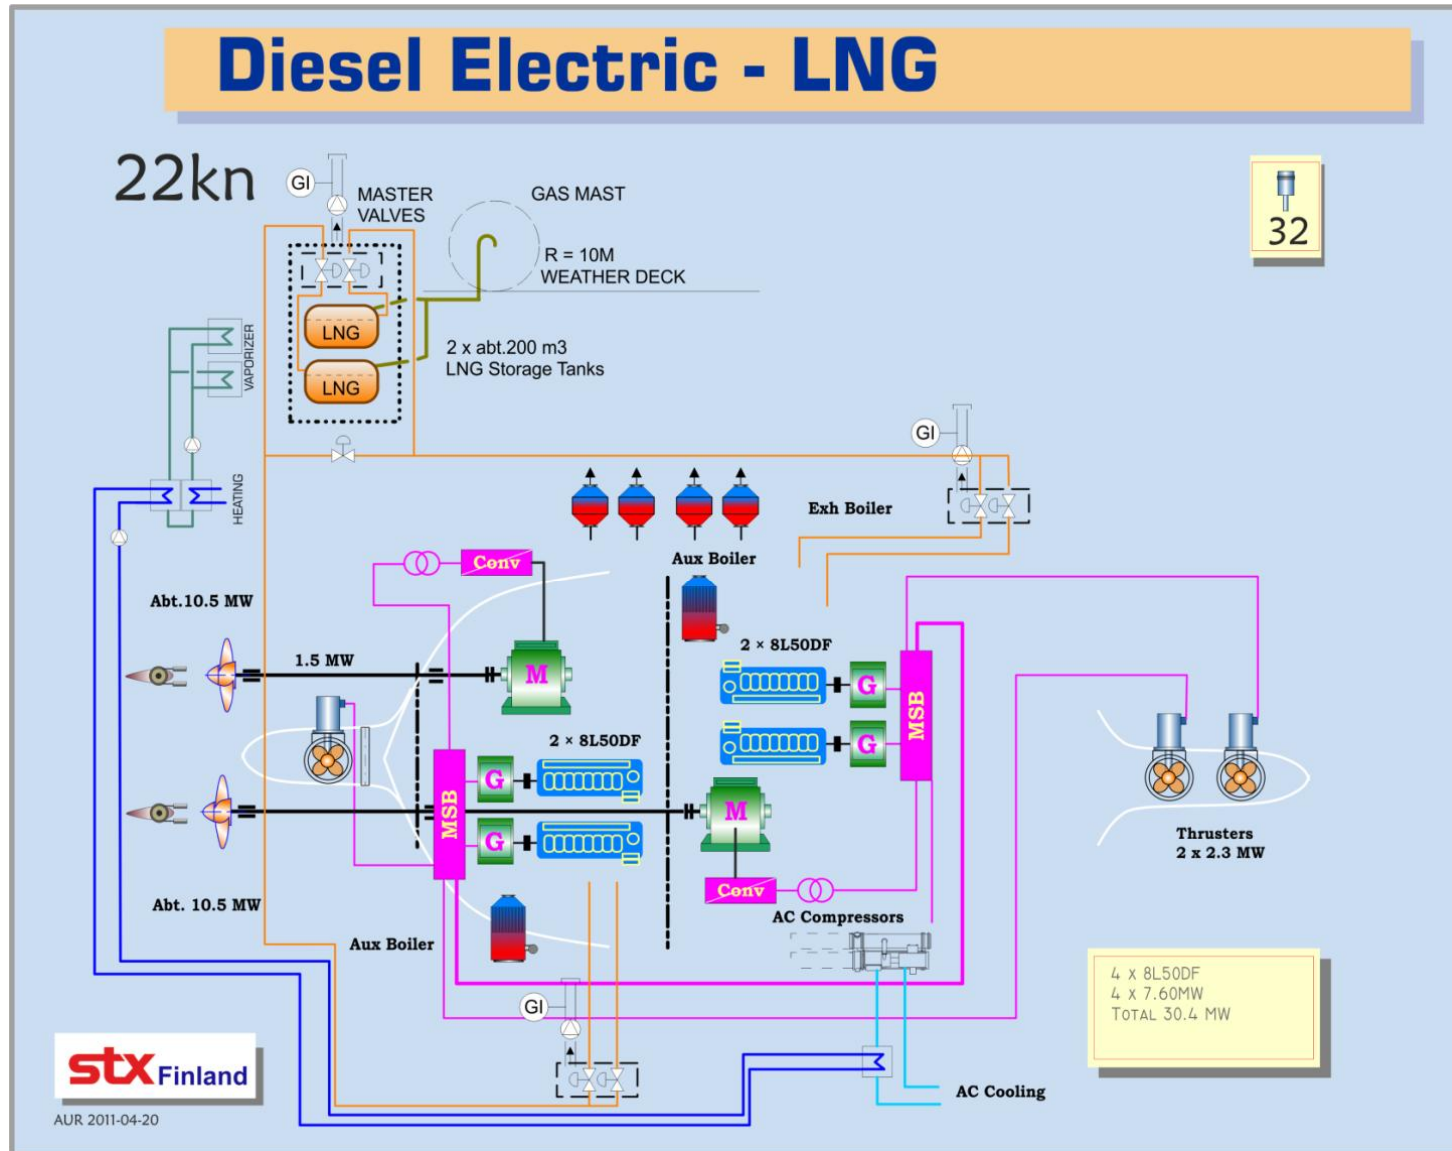 Diesel Electric - LNG
22kn
GI
MASTER
VALVES
GAS MAST
R = 10M
WEATHER DECK
32
LNG
LNG
2 x abt.200 m3
LNG Storage Tanks
VAPORIZER
HEATING
GI
Exh Boiler
Aux Boiler
Conv
Abt.10.5 MW
1.5 MW
M
2 × 8L50DF
G
MSB
G
2 × 8L50DF
G
MSB
G
M
Conv
Thrusters
2 x 2.3 MW
Abt. 10.5 MW
Aux Boiler
AC Compressors
4 x 8L50DF
4 x 7.60MW
Total 30.4 MW
GI
AC Cooling
stx Finland
AUR 2011-04-20